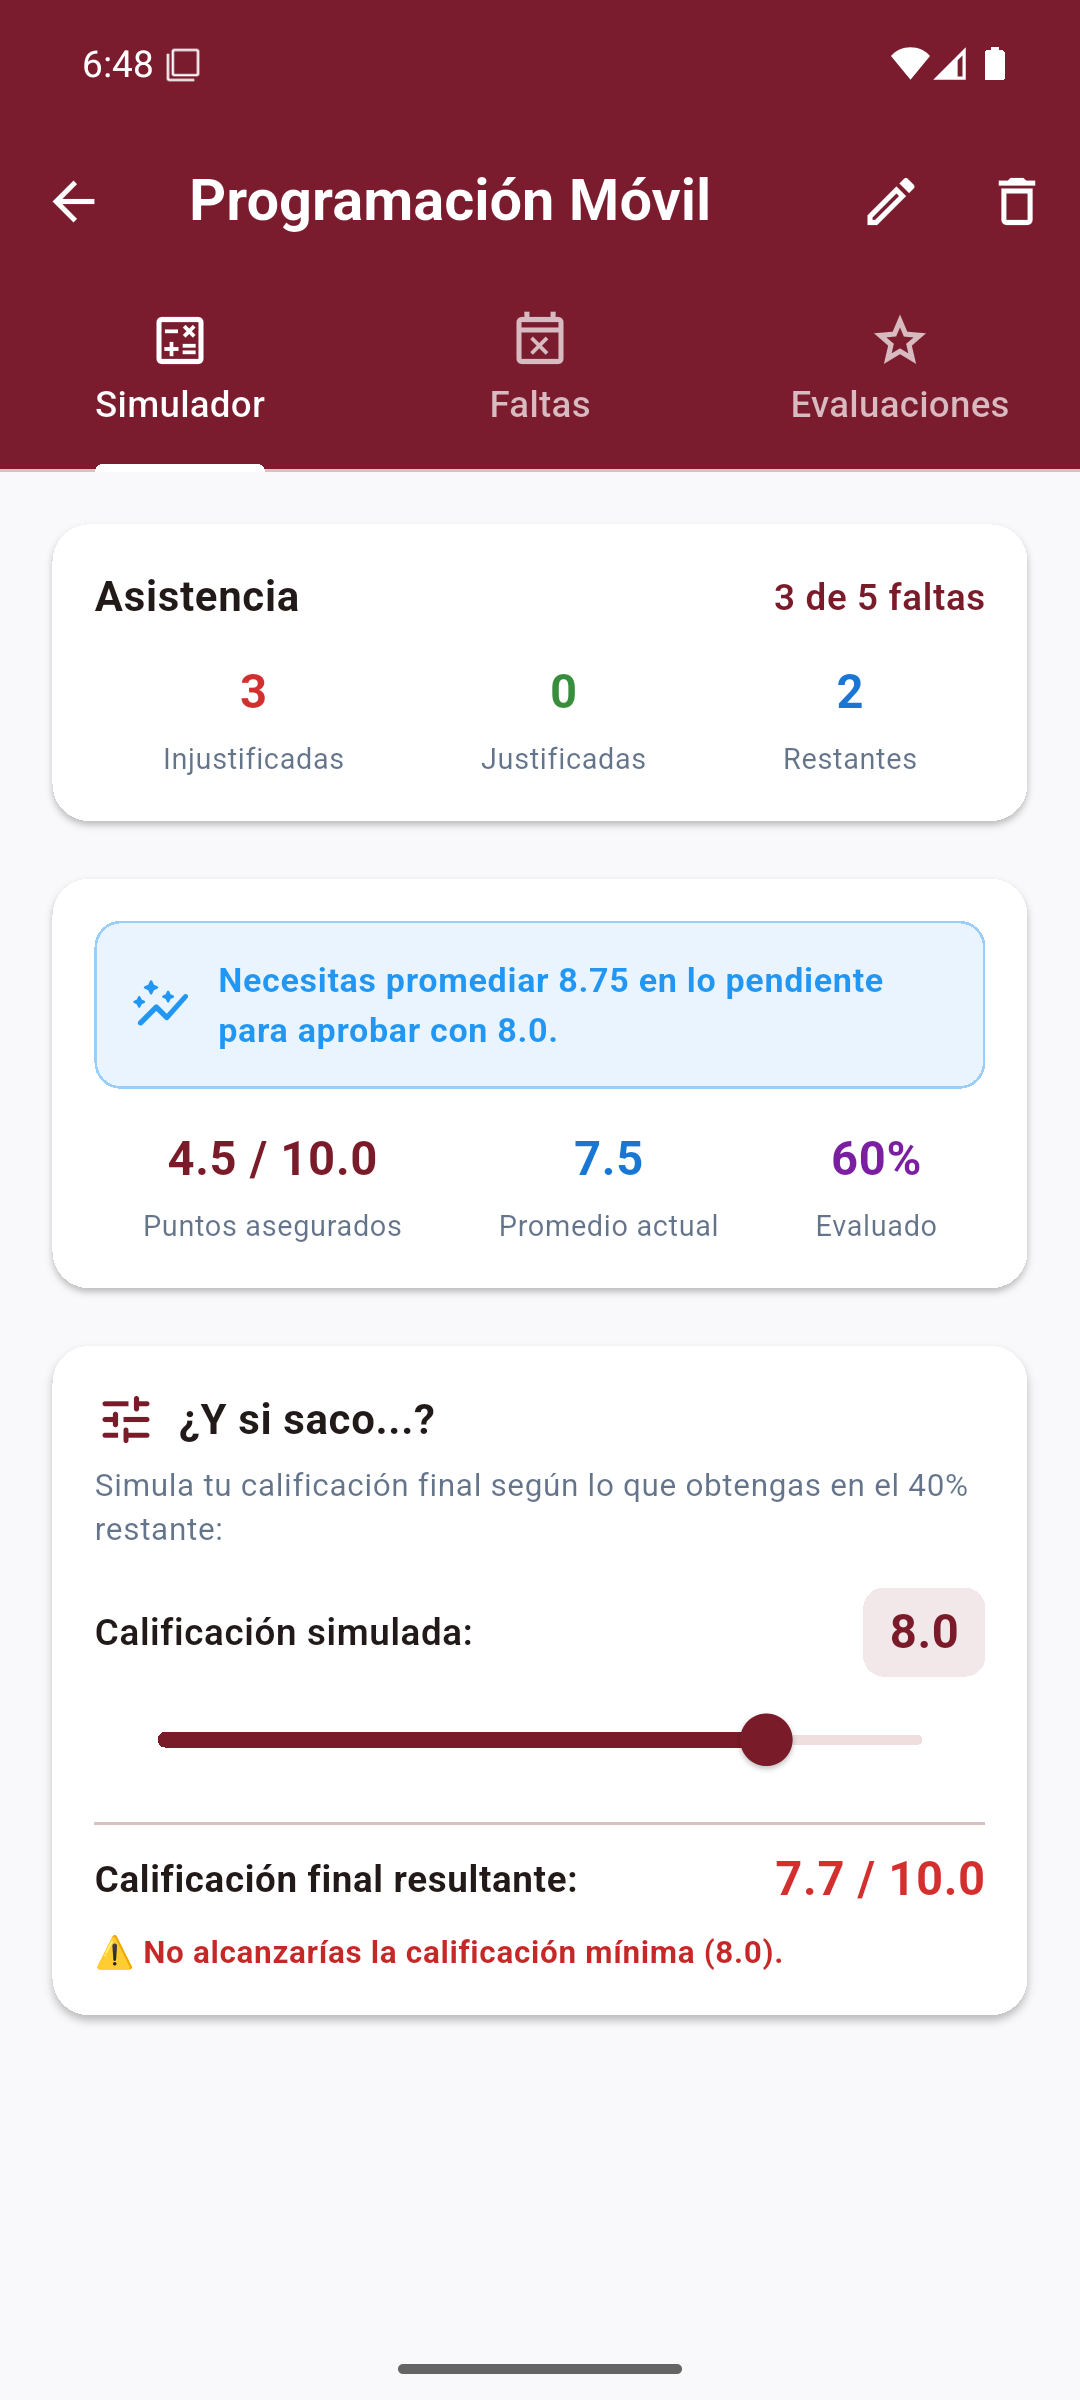 6:48
Programación Móvil
Simulador
Faltas
Evaluaciones
Asistencia
3 de 5 faltas
3
0
2
Injustificadas
Justificadas
Restantes
Necesitas promediar 8.75 en lo pendiente
para aprobar con 8.0.
4.5 / 10.0
7.5
60%
Puntos asegurados
Promedio actual
Evaluado
¿Y si saco...?
Simula tu calificación final según lo que obtengas en el 40%
restante:
Calificación simulada:
8.0
Calificación final resultante:
7.7 / 10.0
⚠️ No alcanzarías la calificación mínima (8.0).